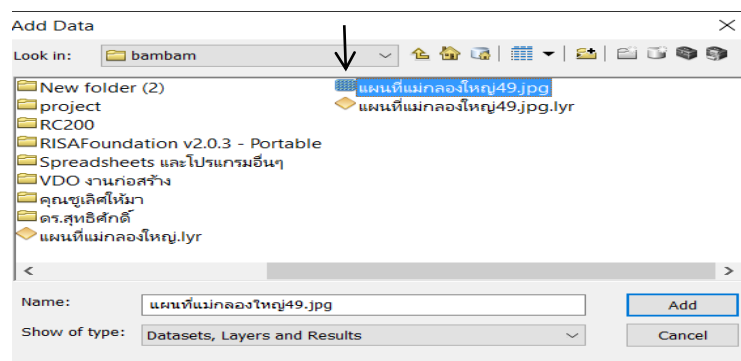 Add Data
Look in: bambam
New folder (2)
project
RC200
RISAFoundation v2.0.3 - Portable
Spreadsheets และโปรแกรมอื่นๆ
VDO งานก่อสร้าง
คุณชูเลิศให้มา
ดร.สุทธิศักดิ์
แผนที่แม่กลองใหญ่.lyr
แผนที่แม่กลองใหญ่49.jpg
แผนที่แม่กลองใหญ่49.jpg.lyr
Name: แผนที่แม่กลองใหญ่49.jpg Add
Show of type: Datasets, Layers and Results Cancel